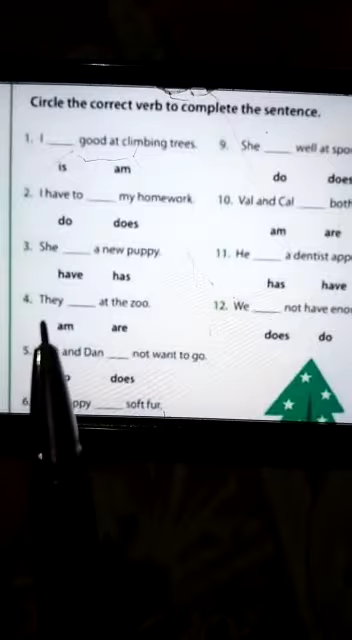 Circle the correct verb to complete the sentence.
1. I ____ good at climbing trees.
is am
2. I have to ____ my homework.
do does
3. She ____ a new puppy.
have has
4. They ____ at the zoo.
am are
5. and Dan ____ not want to go.
does
6. ____ soft fur.
9. She ____ well at
do does
10. Val and Cal ____
am are
11. He ____ a dentist
has have
12. We ____ not have
does do